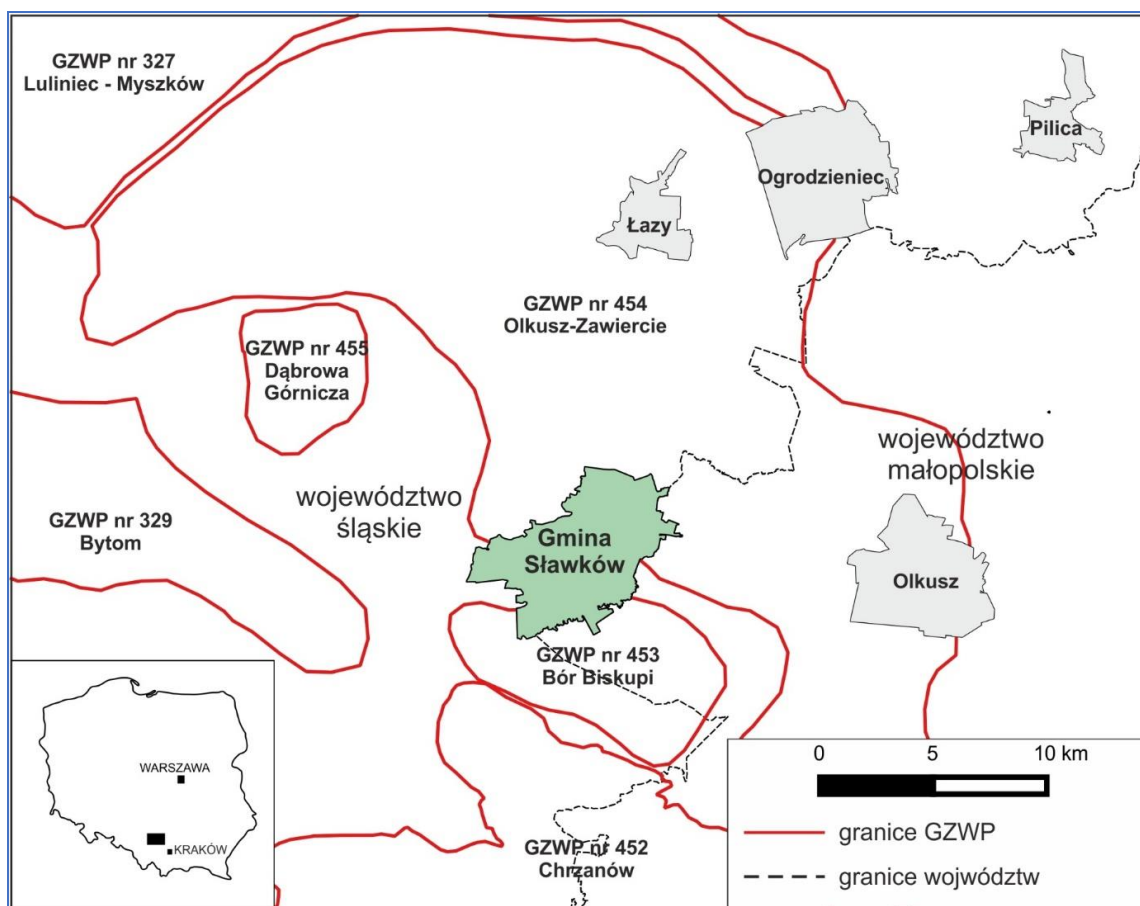 GZWP nr 327
Luliniec - Myszków
Pilica
Ogrodzieniec
Łazy
GZWP nr 454
Olkusz-Zawiercie
GZWP nr 455
Dąbrowa
Górnicza
województwo
małopolskie
województwo
śląskie
GZWP nr 329
Bytom
Gmina
Sławków
Olkusz
GZWP nr 453
Bór Biskupi
WARSZAWA
KRAKÓW
GZWP nr 452
Chrzanów
0 5 10 km
granice GZWP
granice wojwództw